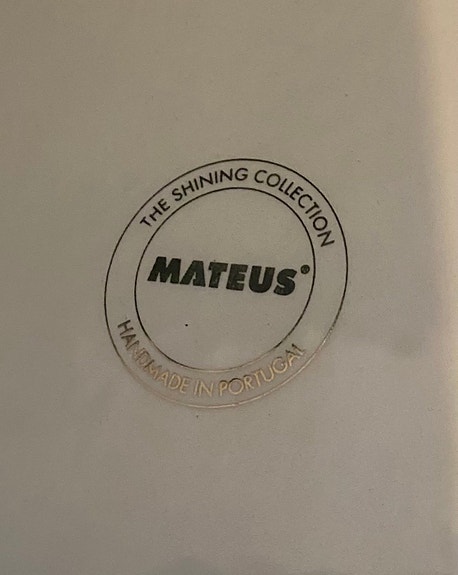 THE SHINING COLLECTION
MATEUS®
HANDMADE IN PORTUGAL